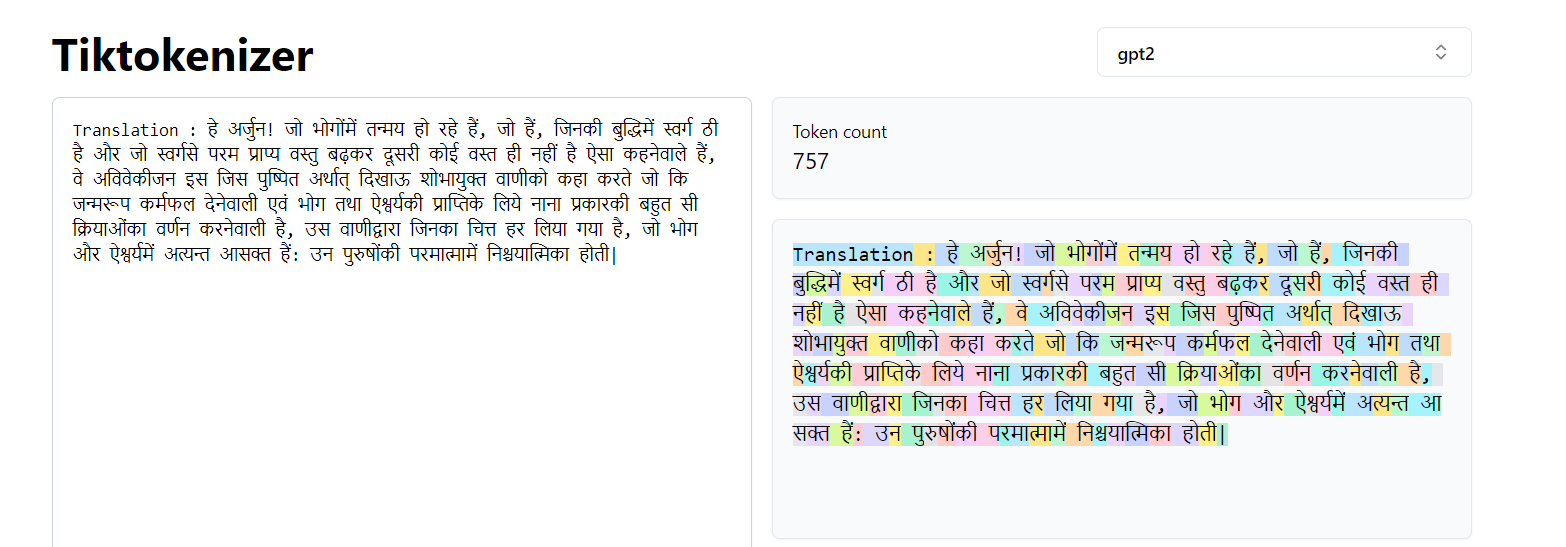 Tiktokenizer
gpt2
Translation : हे अर्जुन! जो भोगोंमें तन्मय हो रहे हैं, जो हैं, जिनकी बुद्धिमें स्वर्ग ठी
है और जो स्वर्गसे परम प्राप्य वस्तु बढ़कर दूसरी कोई वस्त ही नहीं है ऐसा कहनेवाले हैं,
वे अविवेकीजन इस जिस पुष्पित अर्थात् दिखाऊ शोभायुक्त वाणीको कहा करते जो कि
जन्मरूप कर्मफल देनेवाली एवं भोग तथा ऐश्वर्यकी प्राप्तिके लिये नाना प्रकारकी बहुत सी
क्रियाओंका वर्णन करनेवाली है, उस वाणीद्वारा जिनका चित्त हर लिया गया है, जो भोग
और ऐश्वर्यमें अत्यन्त आसक्त हैं: उन पुरुषोंकी परमात्मामें निश्चयात्मिका होती|
Token count
757
Translation : हे अर्जुन! जो भोगोंमें तन्मय हो रहे हैं, जो हैं, जिनकी
बुद्धिमें स्वर्ग ठी है और जो स्वर्गसे परम प्राप्य वस्तु बढ़कर दूसरी कोई वस्त ही
नहीं है ऐसा कहनेवाले हैं, वे अविवेकीजन इस जिस पुष्पित अर्थात् दिखाऊ
शोभायुक्त वाणीको कहा करते जो कि जन्मरूप कर्मफल देनेवाली एवं भोग तथा
ऐश्वर्यकी प्राप्तिके लिये नाना प्रकारकी बहुत सी क्रियाओंका वर्णन करनेवाली है,
उस वाणीद्वारा जिनका चित्त हर लिया गया है, जो भोग और ऐश्वर्यमें अत्यन्त आ
सक्त हैं: उन पुरुषोंकी परमात्मामें निश्चयात्मिका होती|